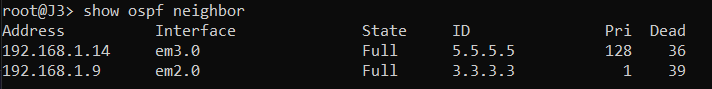 root@J3> show ospf neighbor
Address          Interface              State     ID               Pri  Dead
192.168.1.14     em3.0                  Full      5.5.5.5          128    36
192.168.1.9      em2.0                  Full      3.3.3.3            1    39